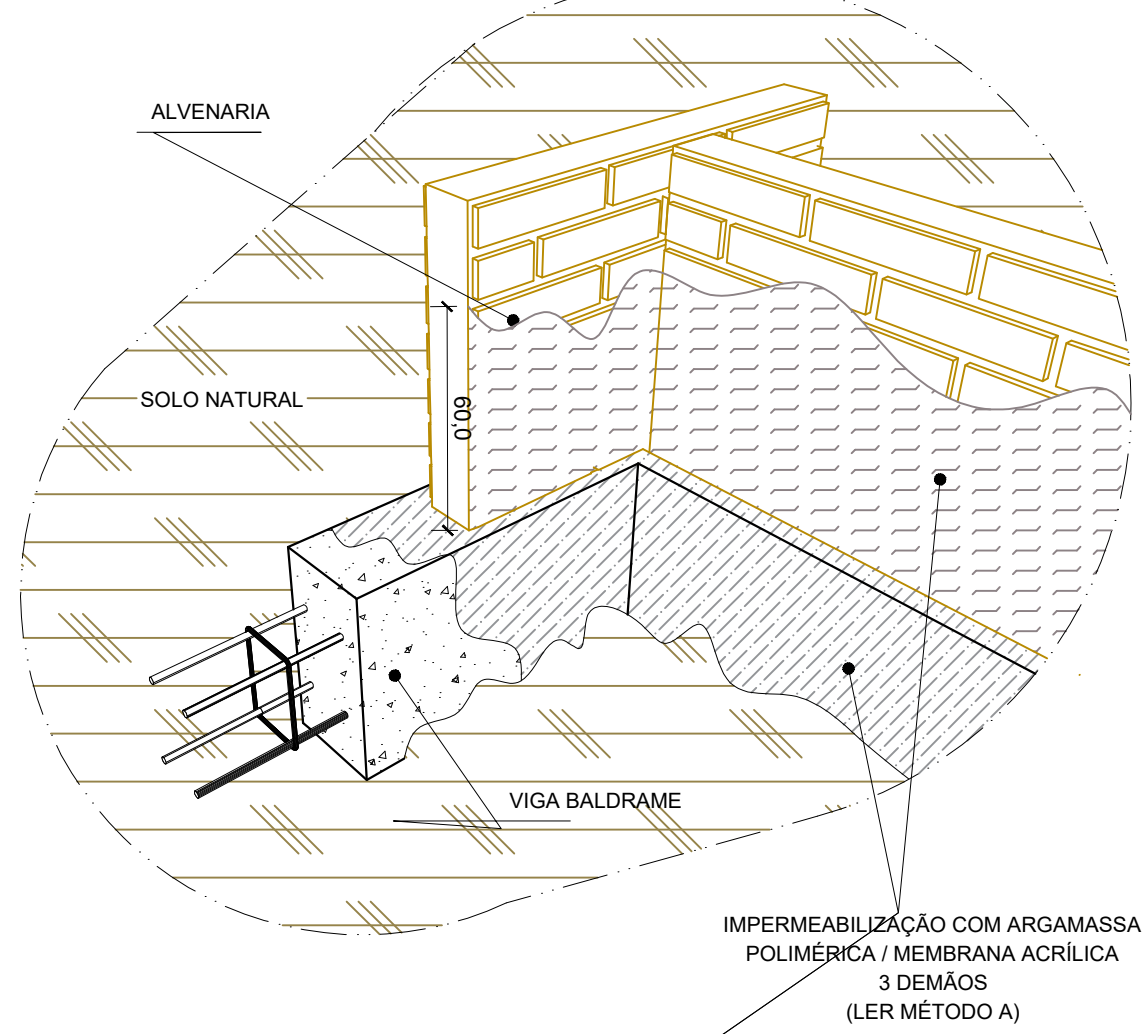 ALVENARIA
SOLO NATURAL
60,0
VIGA BALDRAME
IMPERMEABILIZAÇÃO COM ARGAMASSA
POLIMÉRICA / MEMBRANA ACRÍLICA
3 DEMÃOS
(LER MÉTODO A)